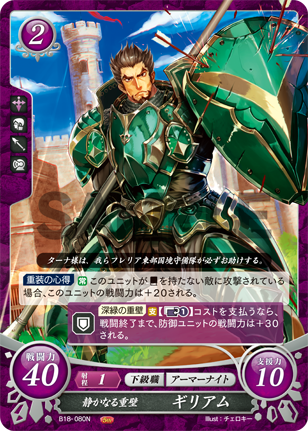 2
ターナ様は、我らフレリア東部国境守備隊が必ずお助けする。
重装の心得 常 このユニットが を持たない敵に攻撃されている
場合、このユニットの戦闘力は+20される。
深緑の重壁 支 【 1】コストを支払うなら、
戦闘終了まで、防御ユニットの戦闘力は+30
される。
戦闘力
40
射程 1 下級職 アーマーナイト
支援力
10
静かなる重壁 ギリアム
B18-080N
Illust:チェロキー